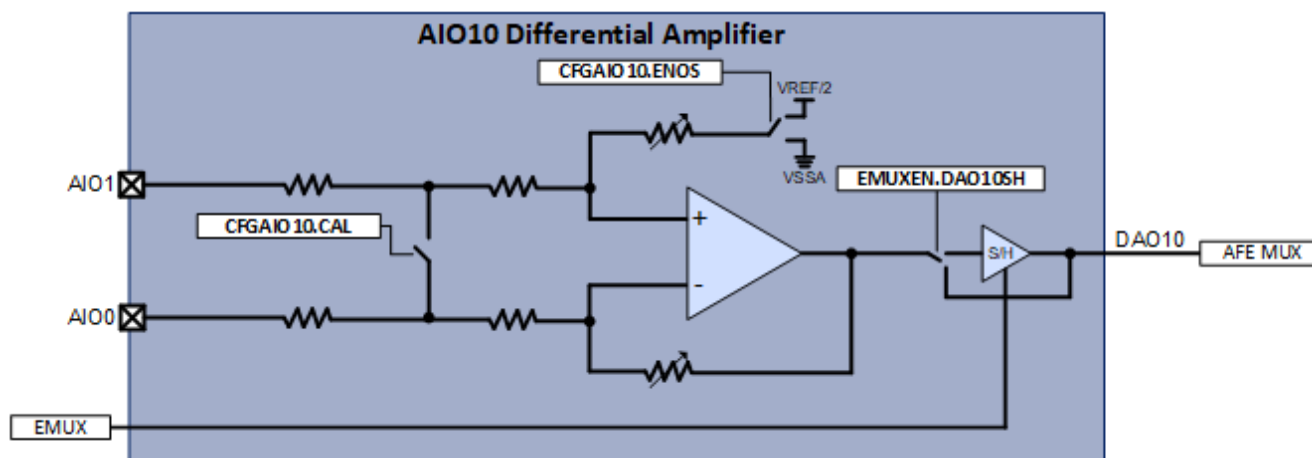 AIO10 Differential Amplifier
CFGAIO10.ENOS
VREF/2
VSSA
AIO1
EMUXEN.DAO10SH
CFGAIO10.CAL
+
S/H
DAO10
AFE MUX
-
AIO0
EMUX